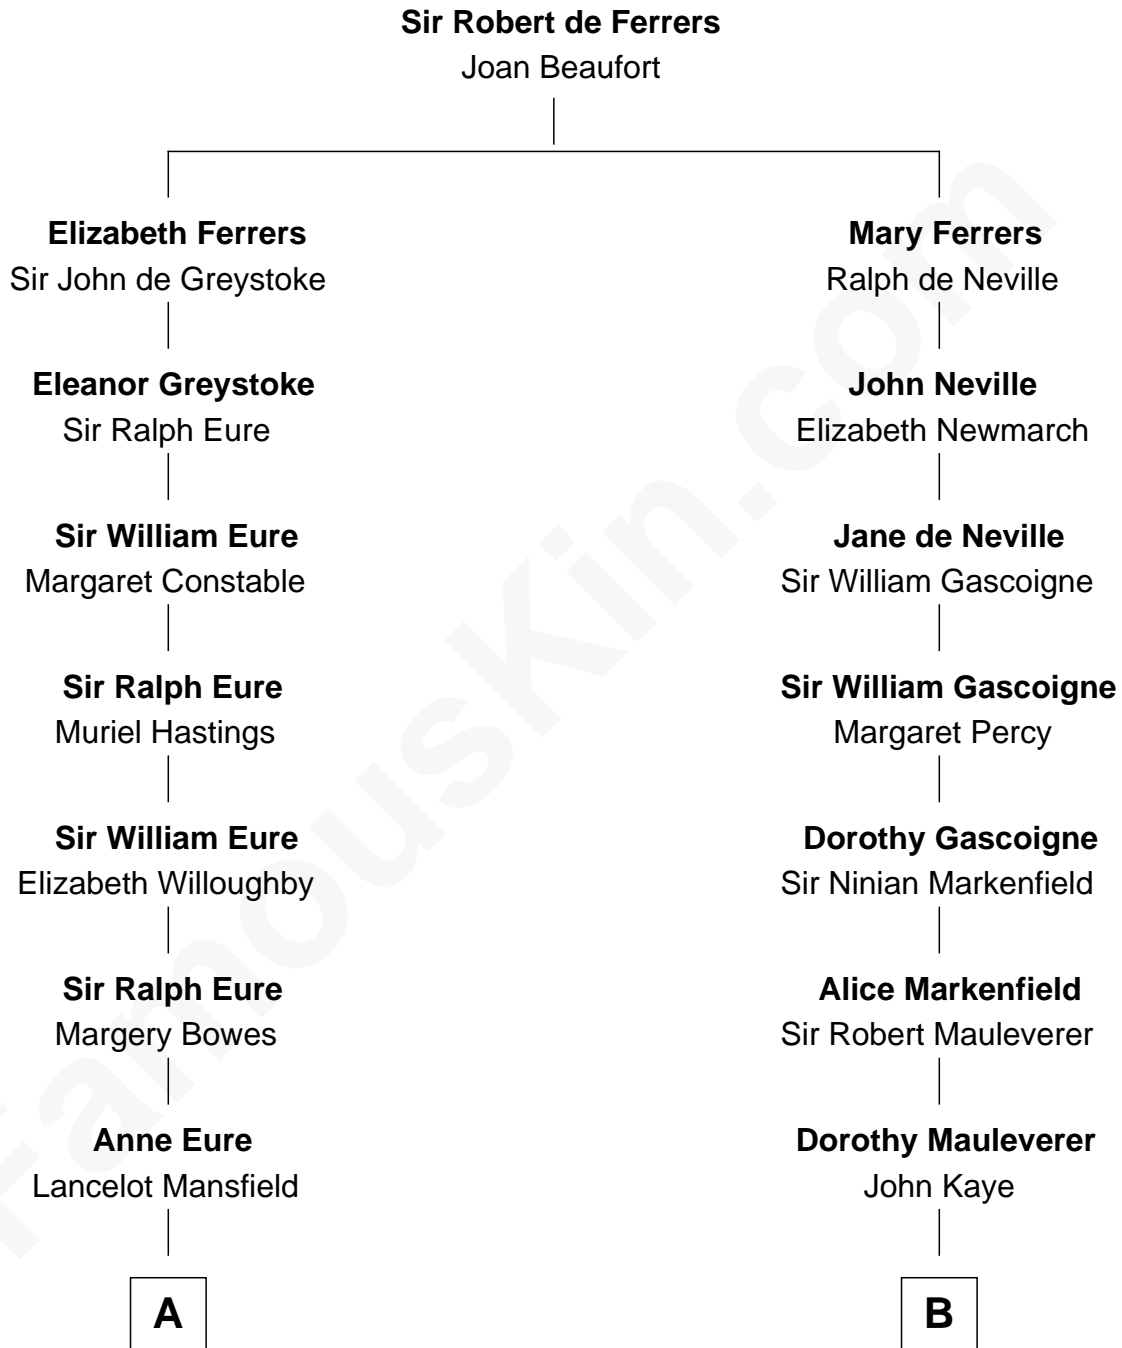 Sir Robert de Ferrers
Joan Beaufort
Elizabeth Ferrers
Sir John de Greystoke
Mary Ferrers
Ralph de Neville
Eleanor Greystoke
Sir Ralph Eure
John Neville
Elizabeth Newmarch
Sir William Eure
Margaret Constable
Jane de Neville
Sir William Gascoigne
Sir Ralph Eure
Muriel Hastings
Sir William Gascoigne
Margaret Percy
Sir William Eure
Elizabeth Willoughby
Dorothy Gascoigne
Sir Ninian Markenfield
Sir Ralph Eure
Margery Bowes
Alice Markenfield
Sir Robert Mauleverer
Anne Eure
Lancelot Mansfield
Dorothy Mauleverer
John Kaye
A
B
FamousKin.com